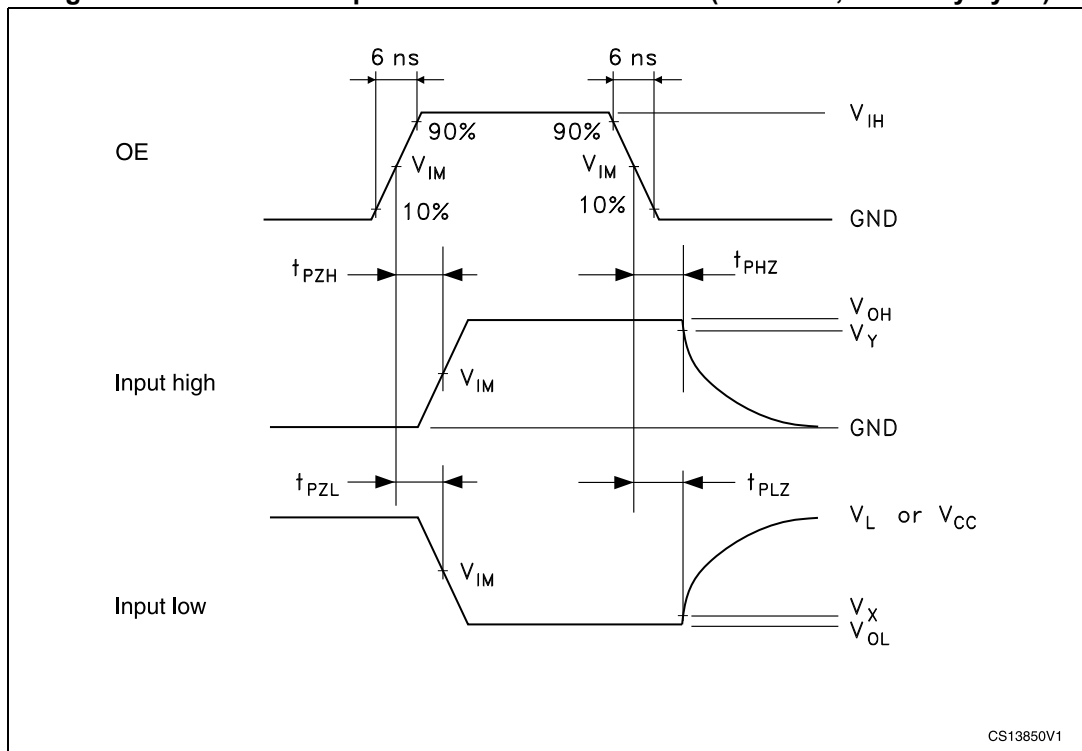 6 ns 6 ns
V_IH
90% 90%
OE
V_IM V_IM
10% 10%
GND
t_PZH t_PHZ
V_OH
V_Y
Input high
V_IM
GND
t_PZL t_PLZ
V_L or V_CC
V_IM
Input low
V_X
V_OL
CS13850V1